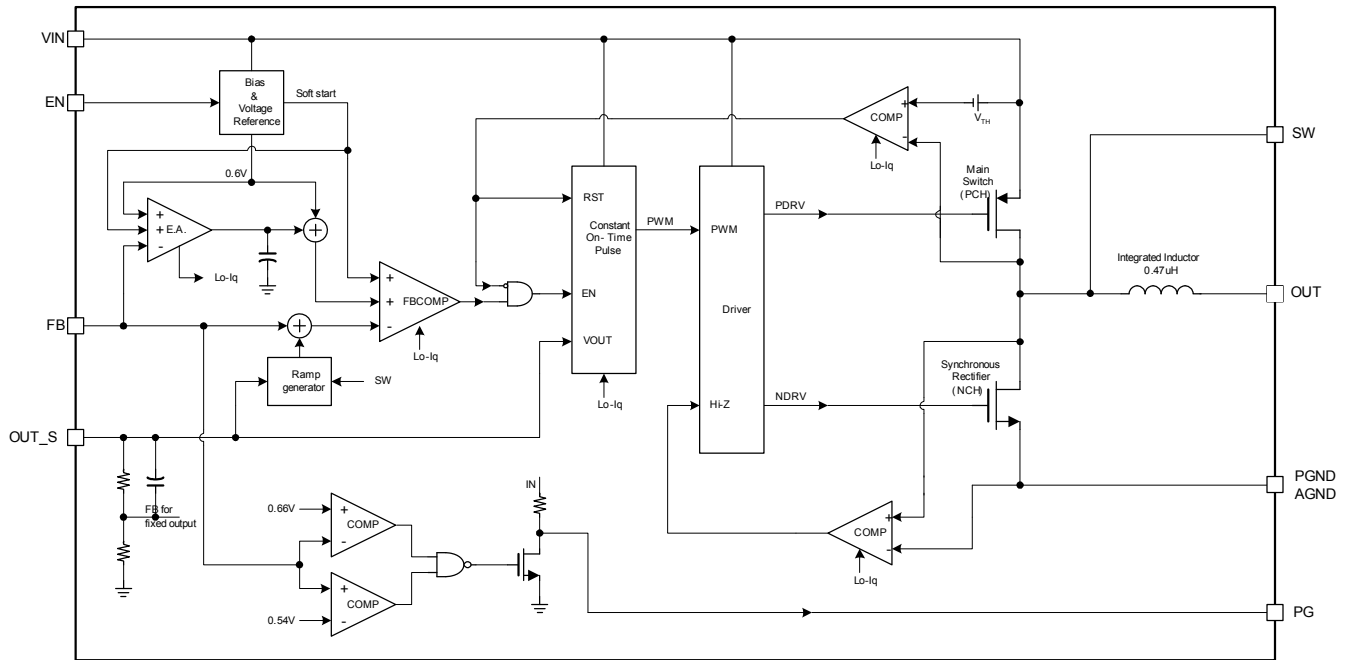 VIN
EN
Bias
&
Voltage
Reference
Soft start
0.6V
+
+ E.A.
-
Lo-Iq
+
+
FBCOMP
-
Lo-Iq
FB
Ramp
generator
SW
OUT_S
FB for
fixed output
RST
Constant
On- Time
Pulse
EN
VOUT
Lo-Iq
PWM
PWM
Driver
Hi-Z
PDRV
NDRV
+
COMP
-
Lo-Iq
VTH
Main
Switch
(PCH)
Synchronous
Rectifier
(NCH)
Integrated Inductor
0.47uH
SW
OUT
PGND
AGND
+
COMP
-
Lo-Iq
0.66V
+
COMP
-
+
COMP
-
0.54V
IN
PG